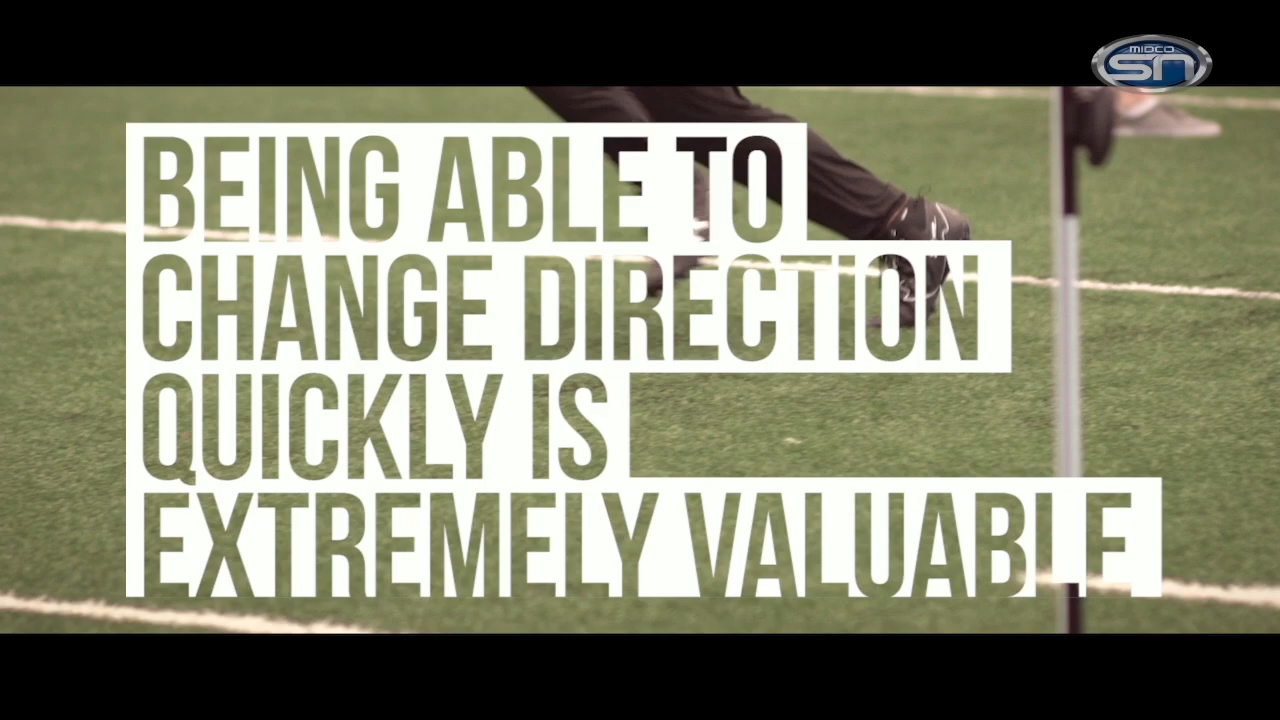 MIDCO
SN
BEING ABLE TO
CHANGE DIRECTION
QUICKLY IS
EXTREMELY VALUABLE